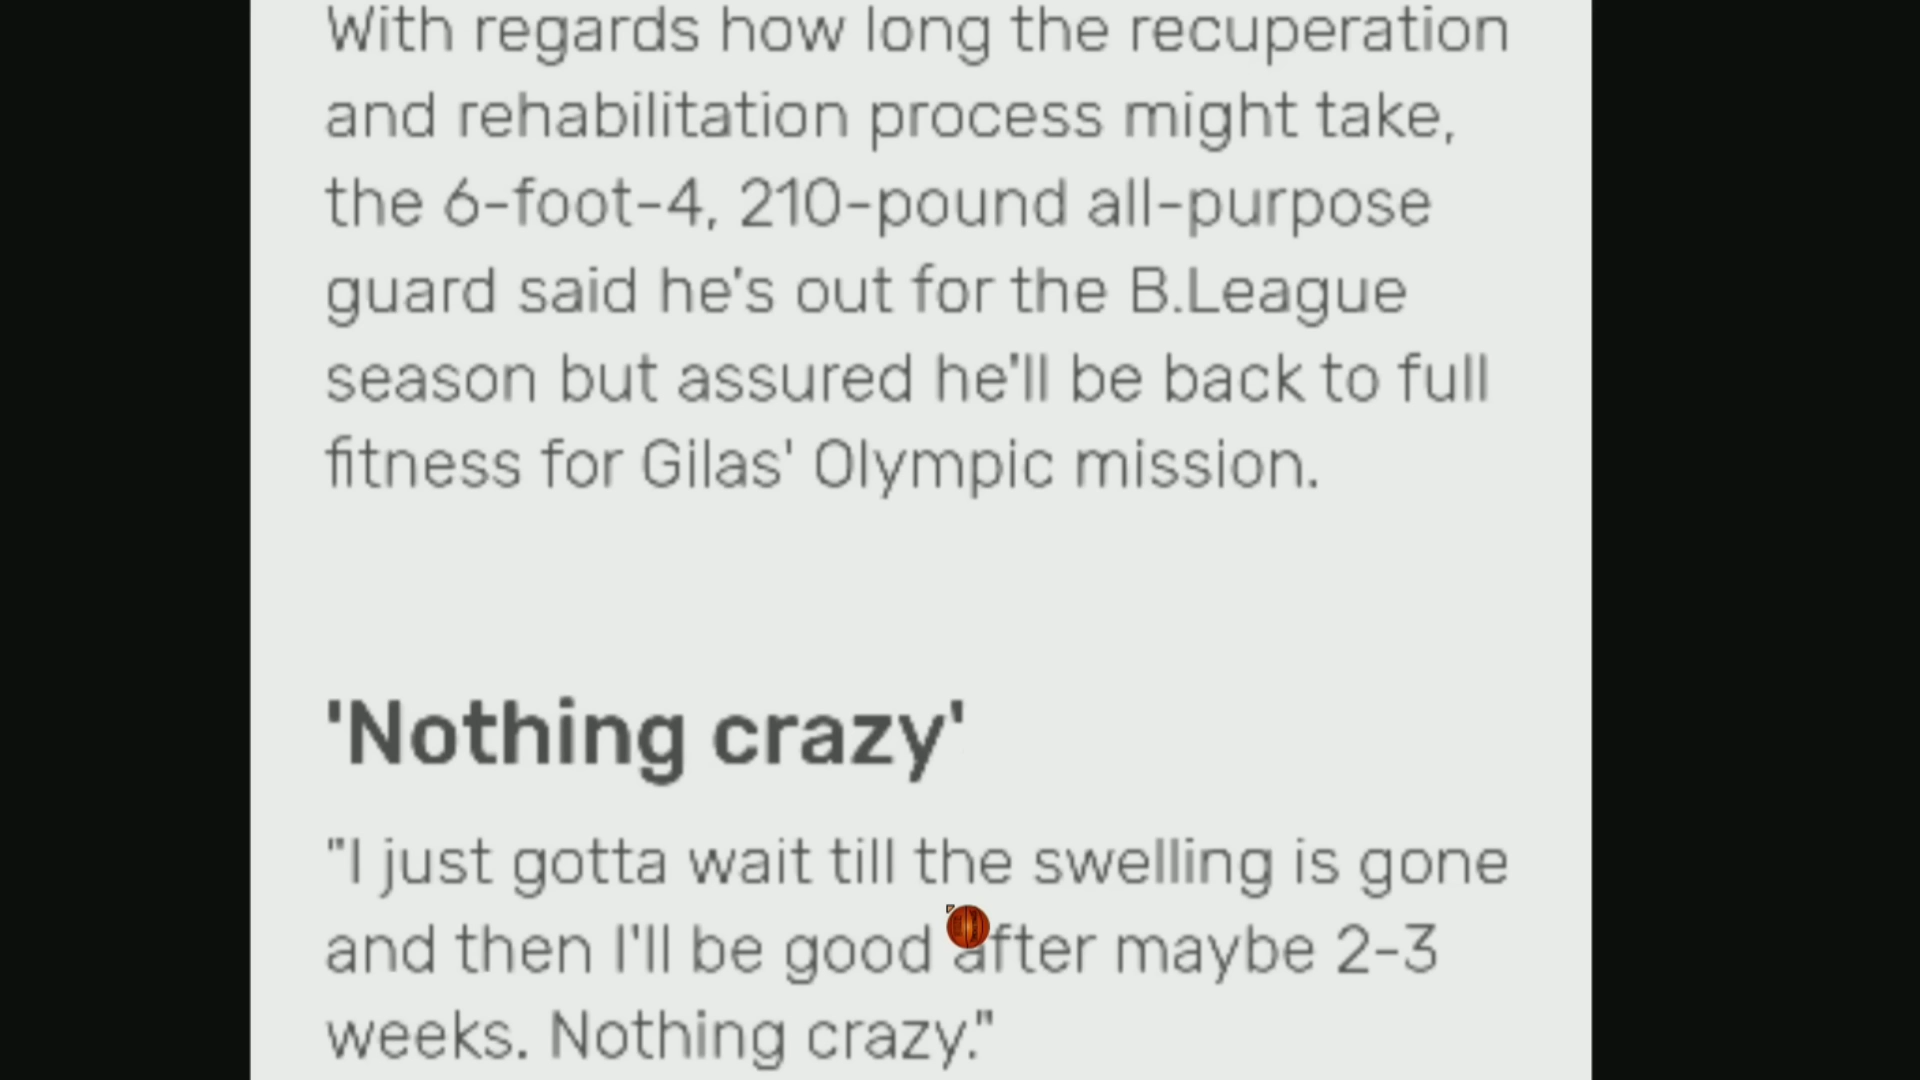 With regards how long the recuperation
and rehabilitation process might take,
the 6-foot-4, 210-pound all-purpose
guard said he's out for the B.League
season but assured he'll be back to full
fitness for Gilas' Olympic mission.
'Nothing crazy'
"I just gotta wait till the swelling is gone
and then I'll be good after maybe 2-3
weeks. Nothing crazy."